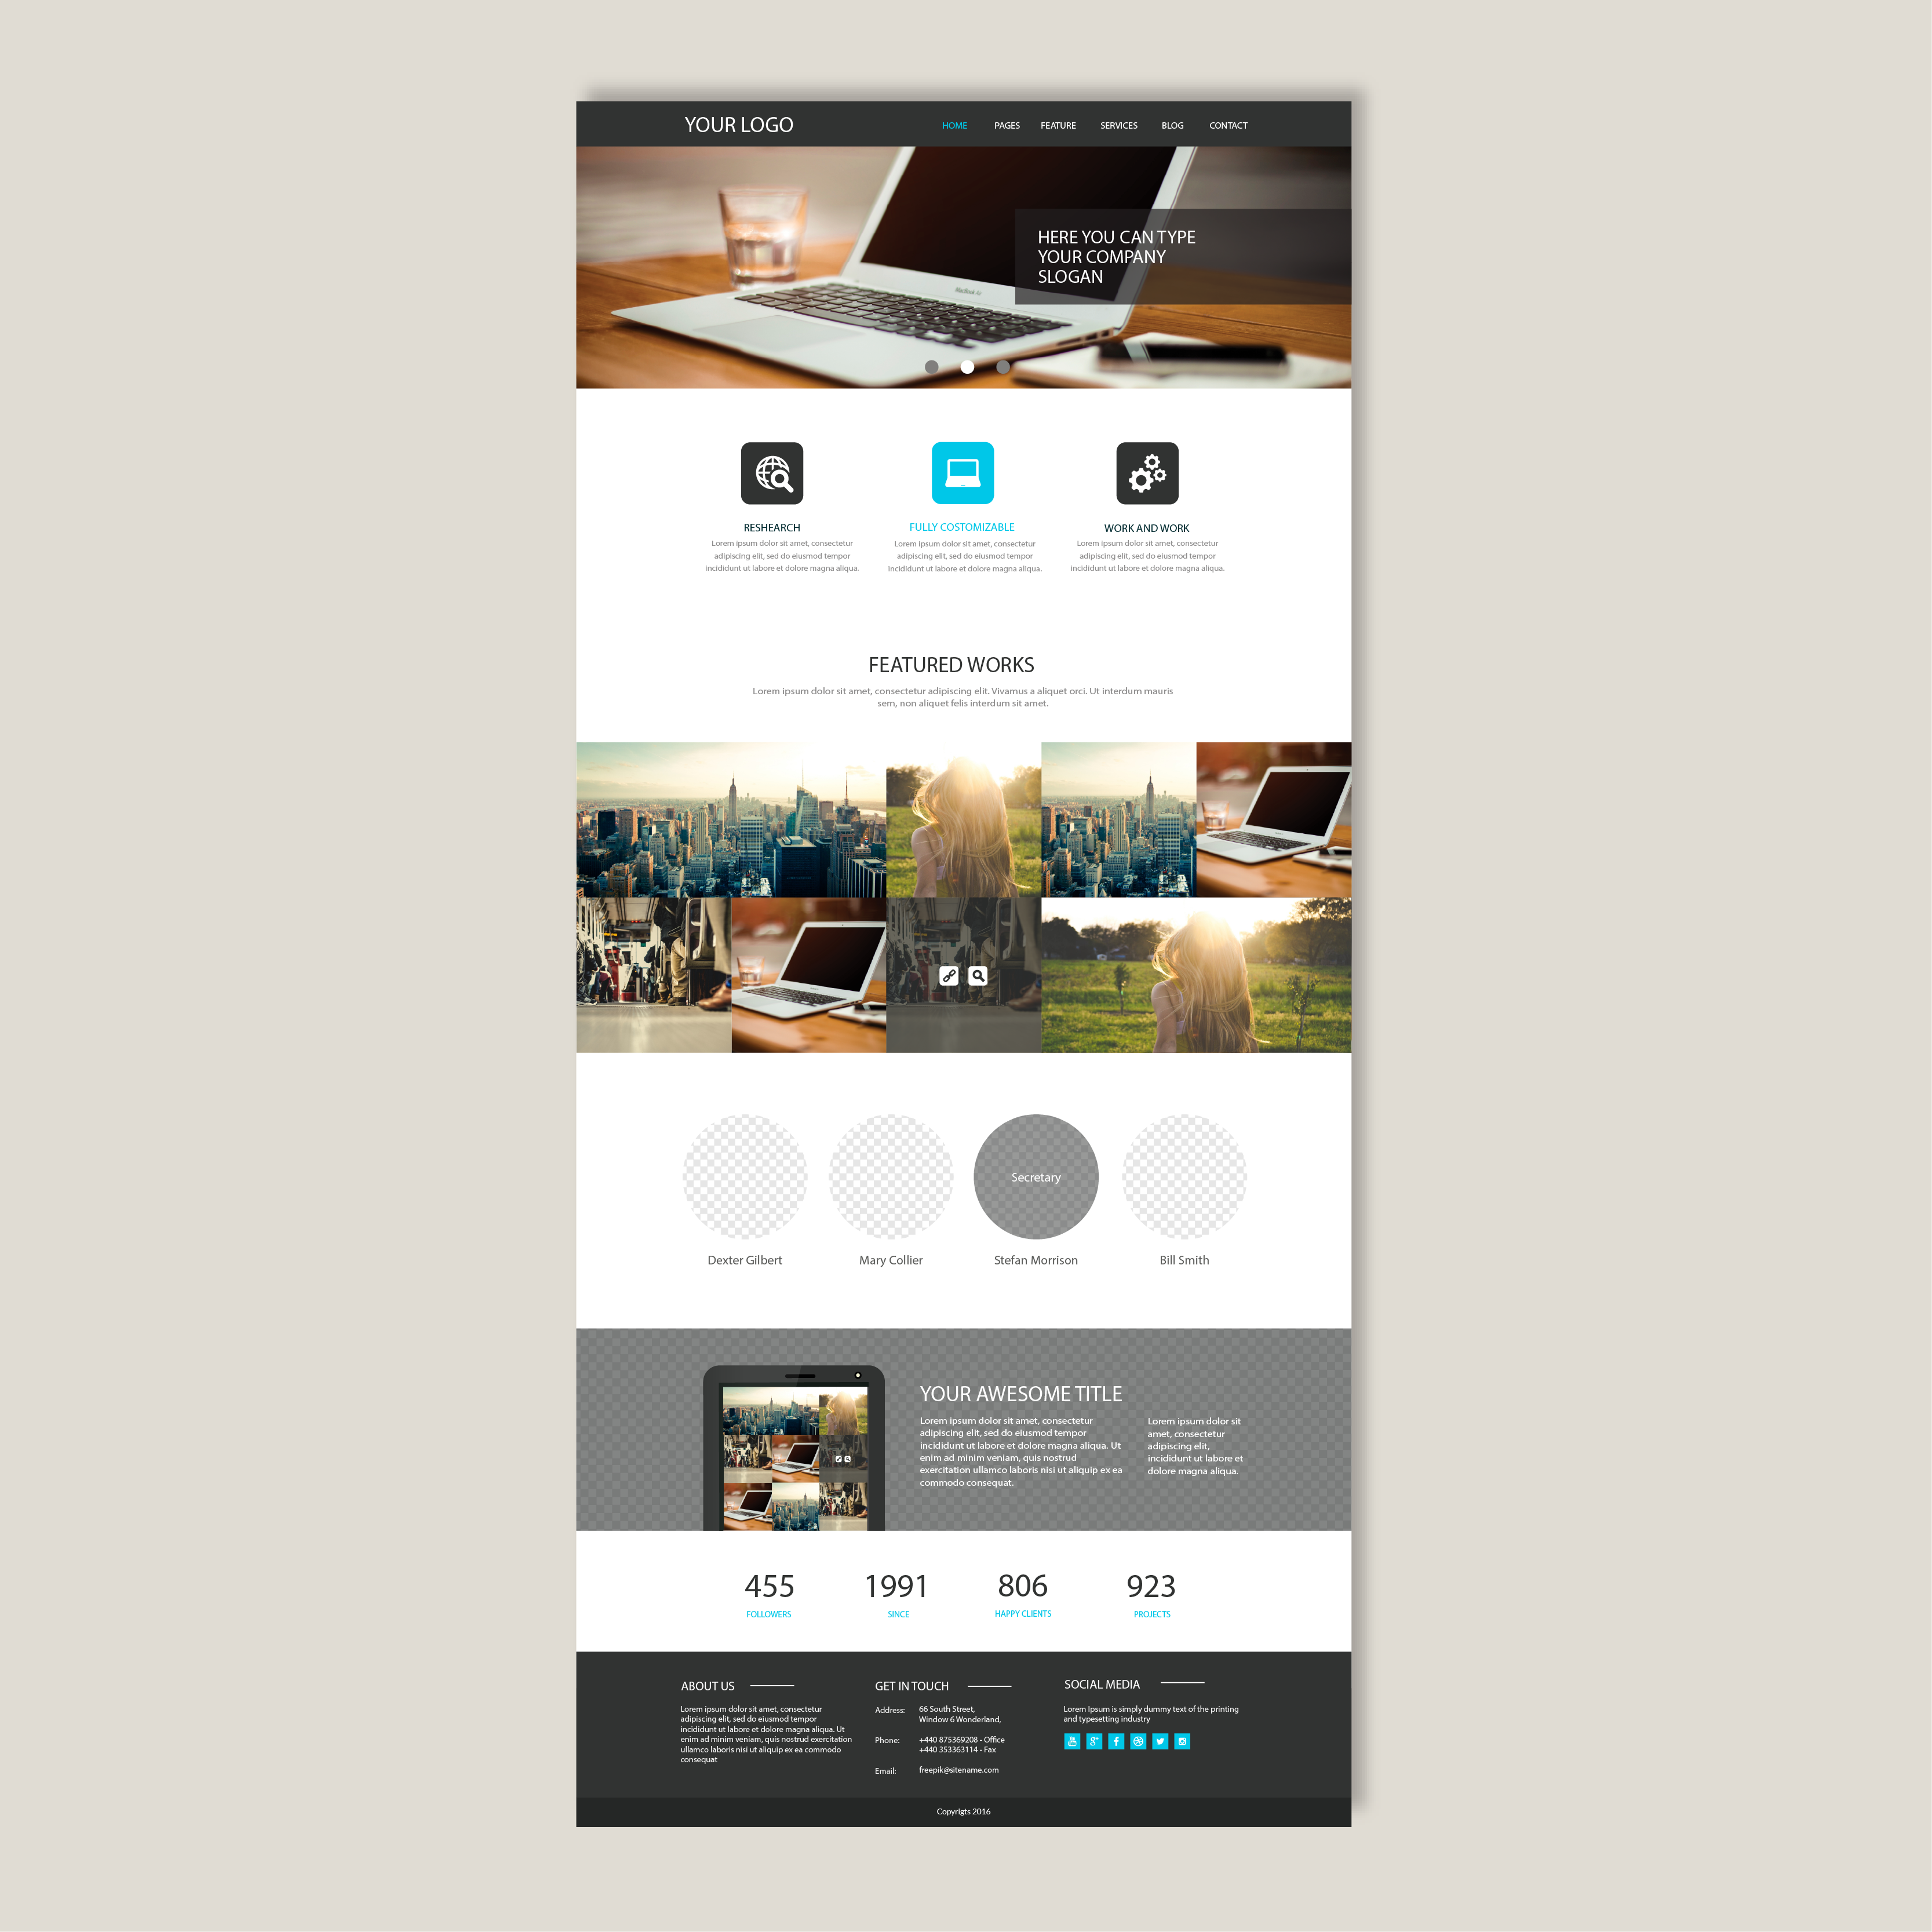 YOUR LOGO
HOME PAGES FEATURE SERVICES BLOG CONTACT
HERE YOU CAN TYPE
YOUR COMPANY
SLOGAN
MacBook Air
RESHEARCH
Lorem ipsum dolor sit amet, consectetur
adipiscing elit, sed do eiusmod tempor
incididunt ut labore et dolore magna aliqua.
FULLY COSTOMIZABLE
Lorem ipsum dolor sit amet, consectetur
adipiscing elit, sed do eiusmod tempor
incididunt ut labore et dolore magna aliqua.
WORK AND WORK
Lorem ipsum dolor sit amet, consectetur
adipiscing elit, sed do eiusmod tempor
incididunt ut labore et dolore magna aliqua.
FEATURED WORKS
Lorem ipsum dolor sit amet, consectetur adipiscing elit. Vivamus a aliquet orci. Ut interdum mauris
sem, non aliquet felis interdum sit amet.
Secretary
Dexter Gilbert
Mary Collier
Stefan Morrison
Bill Smith
YOUR AWESOME TITLE
Lorem ipsum dolor sit amet, consectetur
adipiscing elit, sed do eiusmod tempor
incididunt ut labore et dolore magna aliqua. Ut
enim ad minim veniam, quis nostrud
exercitation ullamco laboris nisi ut aliquip ex ea
commodo consequat.
Lorem ipsum dolor sit
amet, consectetur
adipiscing elit,
incididunt ut labore et
dolore magna aliqua.
455
FOLLOWERS
1991
SINCE
806
HAPPY CLIENTS
923
PROJECTS
ABOUT US
Lorem ipsum dolor sit amet, consectetur
adipiscing elit, sed do eiusmod tempor
incididunt ut labore et dolore magna aliqua. Ut
enim ad minim veniam, quis nostrud exercitation
ullamco laboris nisi ut aliquip ex ea commodo
consequat
GET IN TOUCH
Address: 66 South Street,
Window 6 Wonderland,
Phone: +440 875369208 - Office
+440 353363114 - Fax
Email: freepik@sitename.com
SOCIAL MEDIA
Lorem Ipsum is simply dummy text of the printing
and typesetting industry
Copyrigts 2016